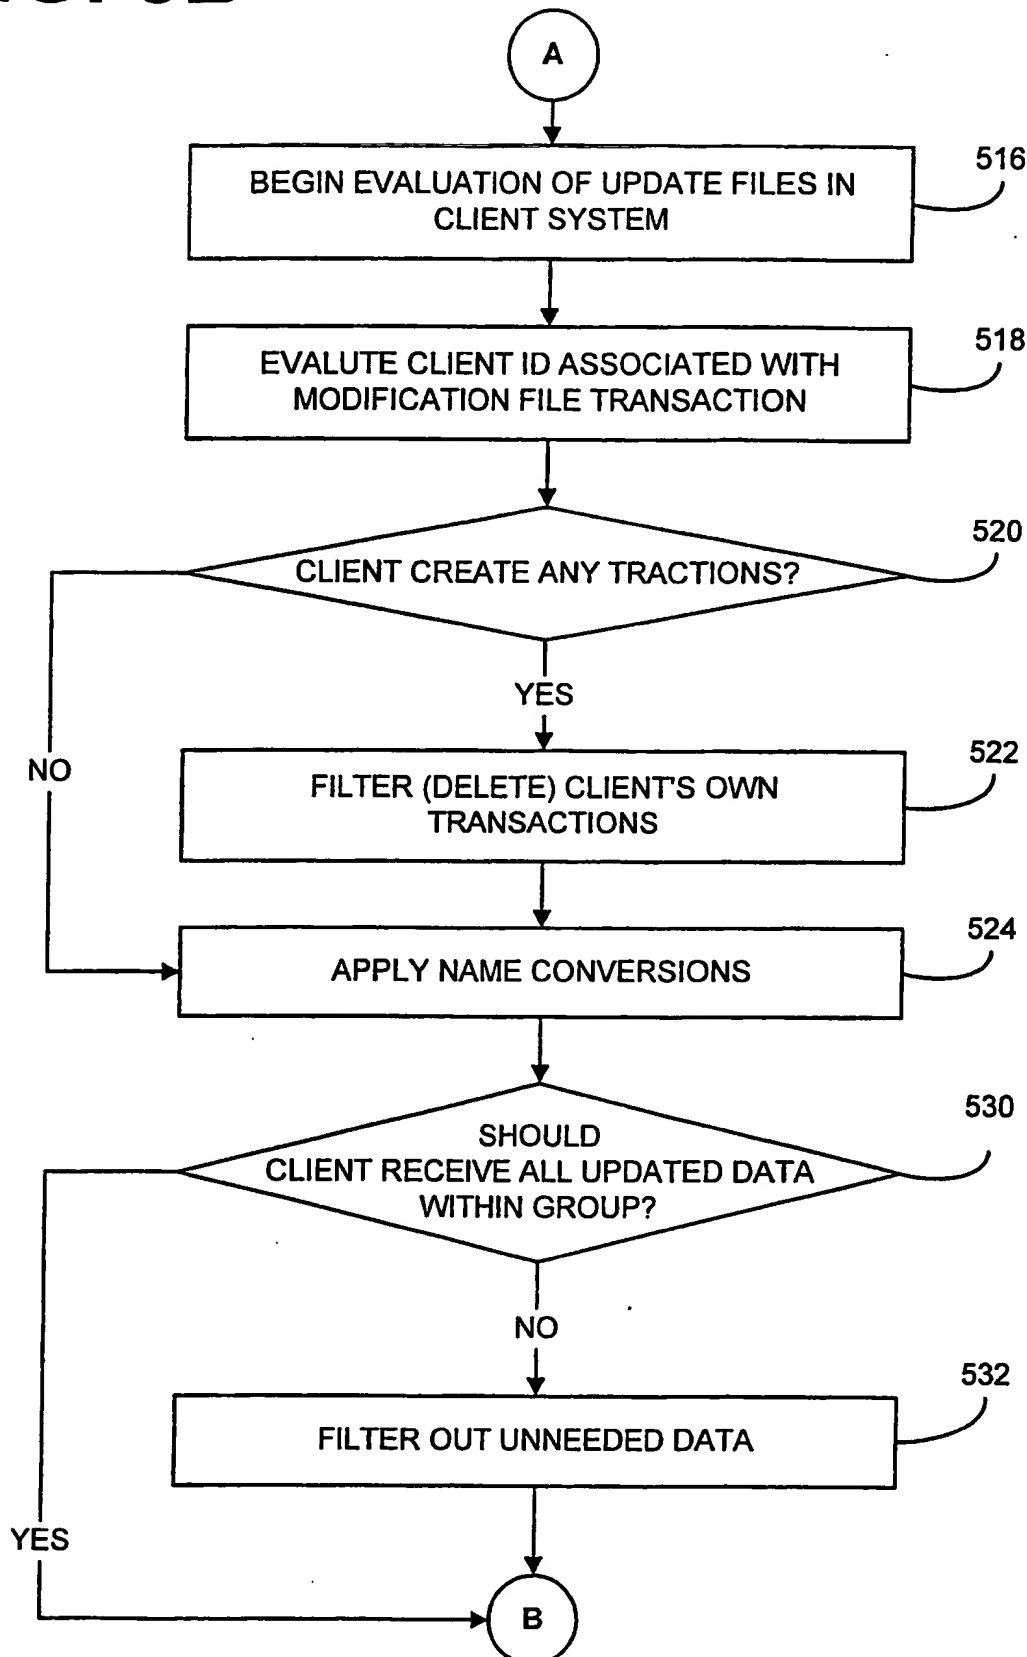 A
BEGIN EVALUATION OF UPDATE FILES IN
CLIENT SYSTEM
516
EVALUTE CLIENT ID ASSOCIATED WITH
MODIFICATION FILE TRANSACTION
518
CLIENT CREATE ANY TRACTIONS?
520
YES
NO
FILTER (DELETE) CLIENT'S OWN
TRANSACTIONS
522
APPLY NAME CONVERSIONS
524
SHOULD
CLIENT RECEIVE ALL UPDATED DATA
WITHIN GROUP?
530
NO
FILTER OUT UNNEEDED DATA
532
YES
B